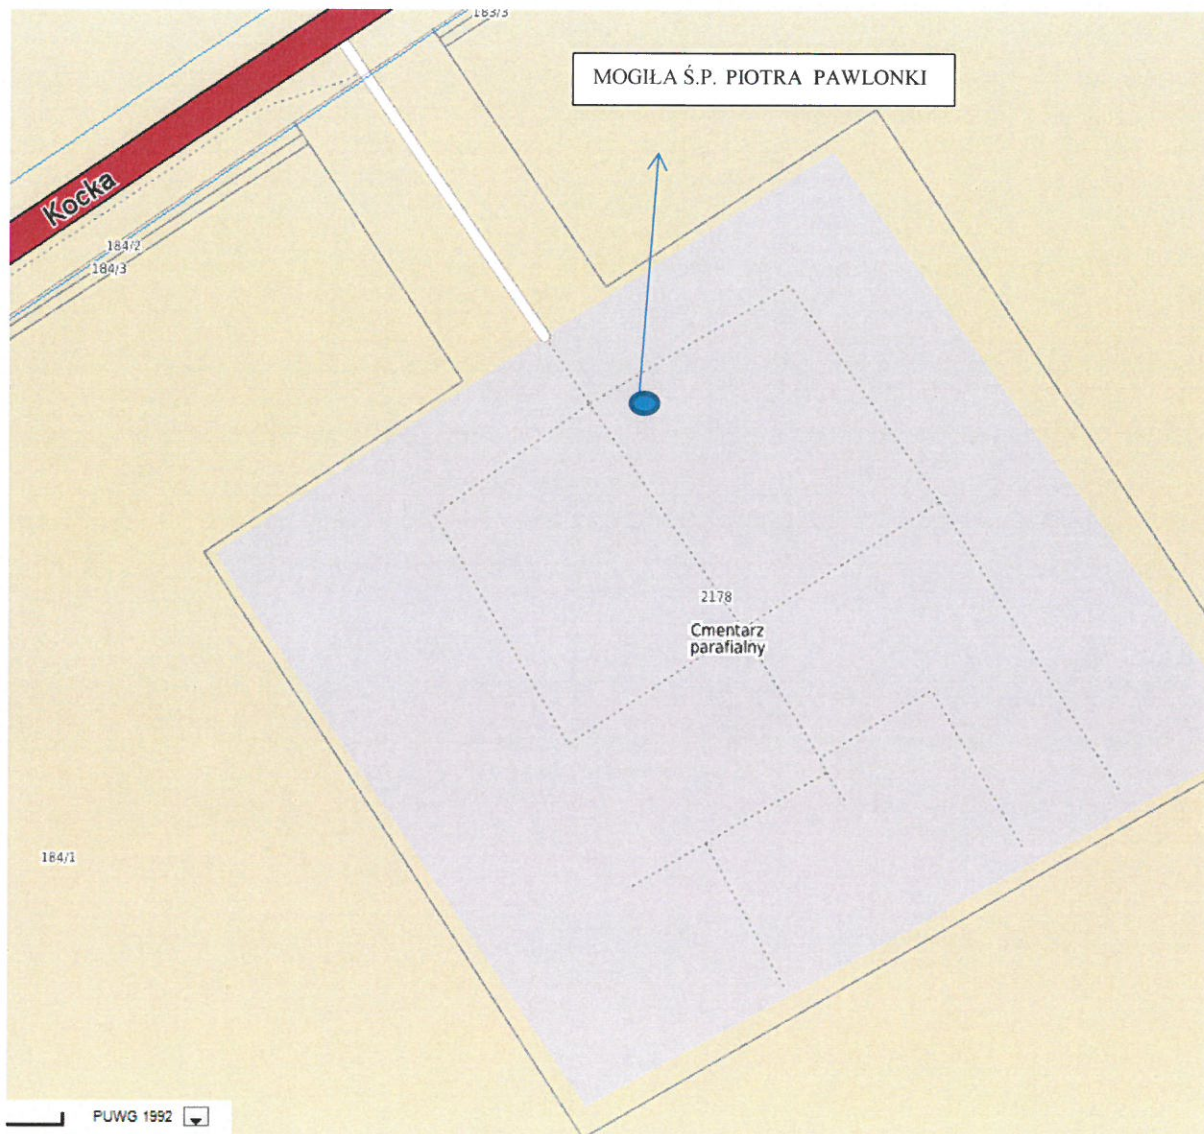 183/3
MOGIŁA Ś.P. PIOTRA PAWLONKI
Kocka
184/2
184/3
2178
Cmentarz
parafialny
184/1
PUWG 1992